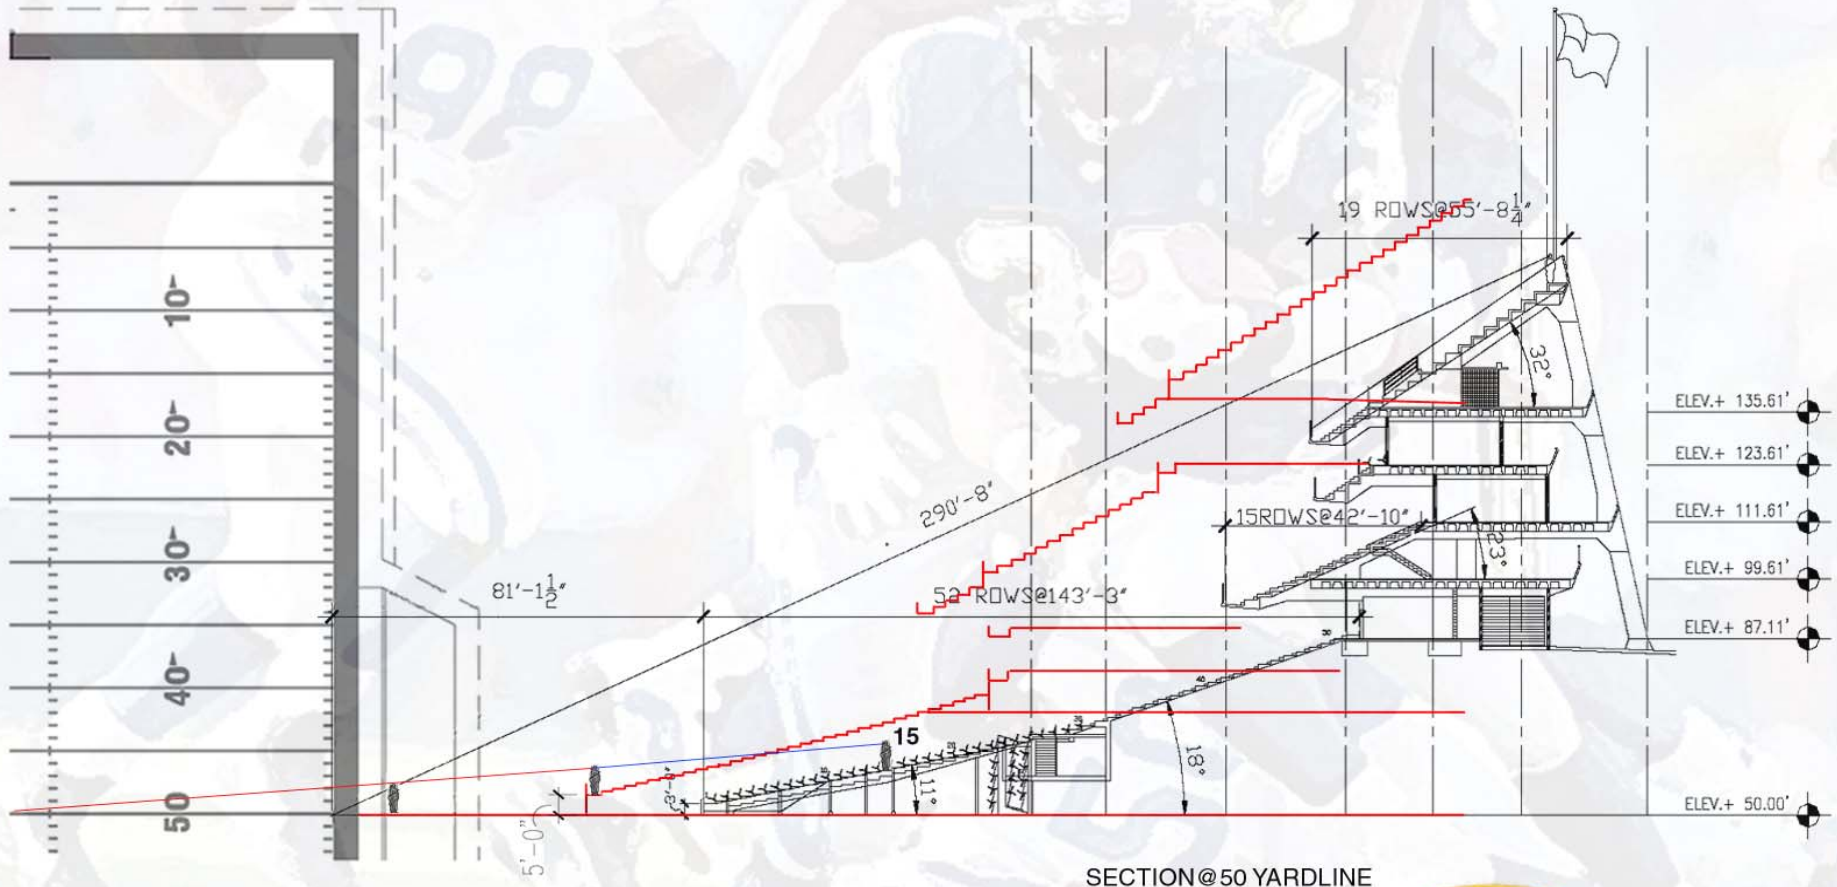 19 ROWS@55'-8¼"
10
20
30
40
50
32°
ELEV.+ 135.61'
ELEV.+ 123.61'
290'-8"
15ROWS@42'-10"
ELEV.+ 111.61'
23°
ELEV.+ 99.61'
81'-1½"
52 ROWS@143'-3"
ELEV.+ 87.11'
15
18°
11°
5'-0"
ELEV.+ 50.00'
SECTION@50 YARDLINE